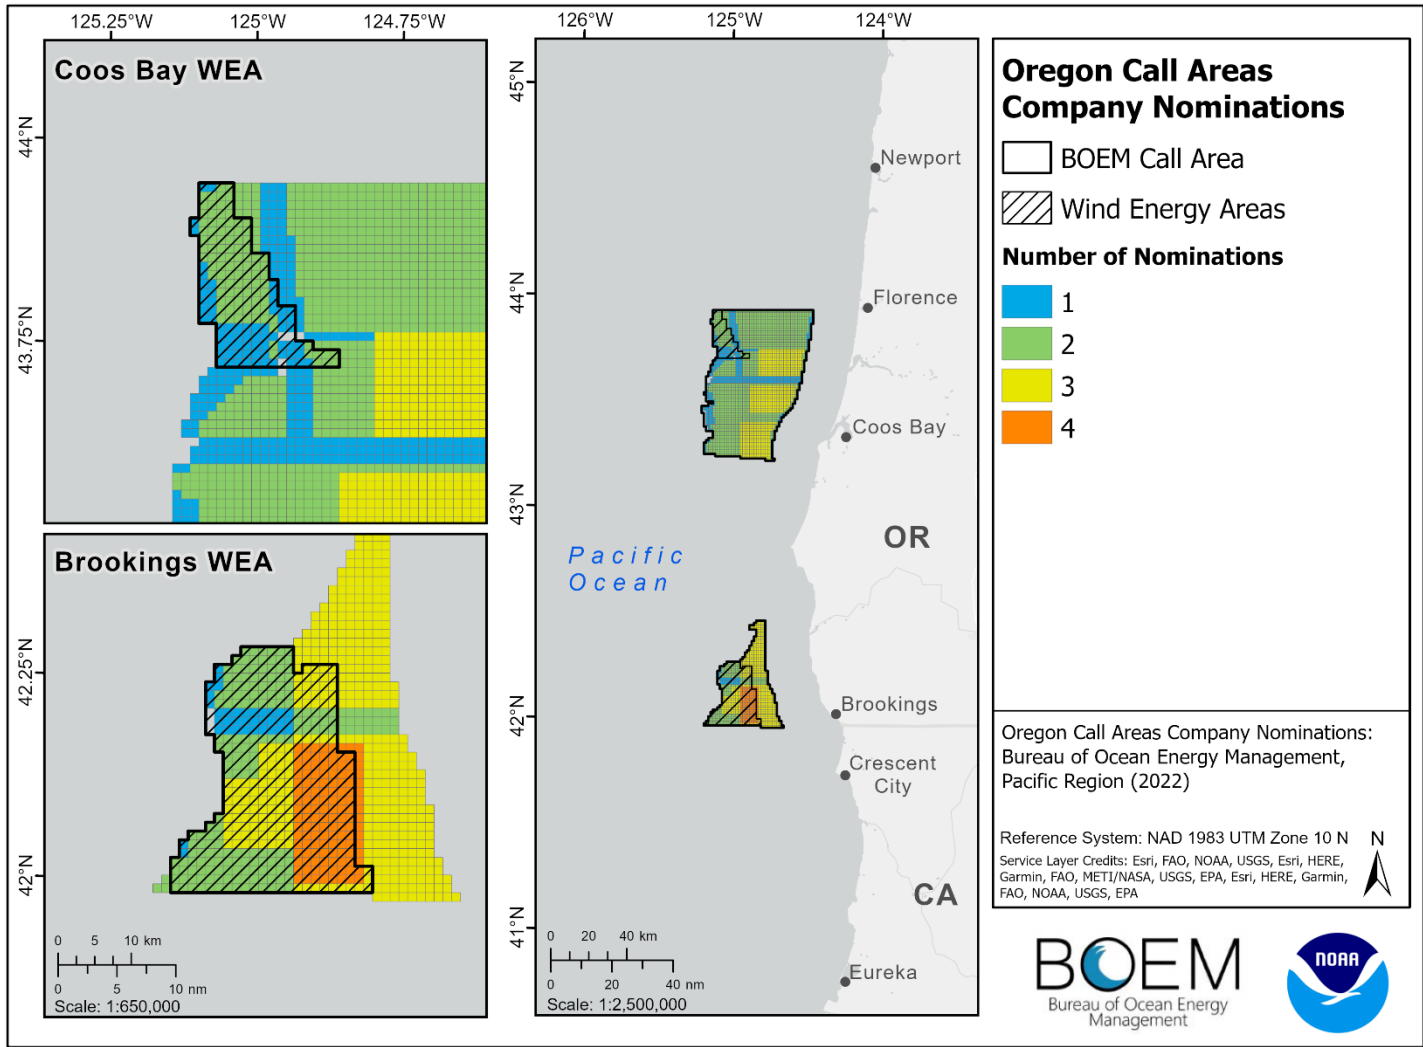 125.25°W 125°W 124.75°W
126°W 125°W 124°W
Coos Bay WEA
44°N
43.75°N
Brookings WEA
42.25°N
42°N
0 5 10 km
0 5 10 nm
Scale: 1:650,000
45°N
44°N
43°N
42°N
41°N
Newport
Florence
Coos Bay
OR
Pacific
Ocean
Brookings
Crescent
City
CA
Eureka
0 20 40 km
0 20 40 nm
Scale: 1:2,500,000
Oregon Call Areas
Company Nominations
BOEM Call Area
Wind Energy Areas
Number of Nominations
1
2
3
4
Oregon Call Areas Company Nominations:
Bureau of Ocean Energy Management,
Pacific Region (2022)
Reference System: NAD 1983 UTM Zone 10 N
N
Service Layer Credits: Esri, FAO, NOAA, USGS, Esri, HERE,
Garmin, FAO, METI/NASA, USGS, EPA, Esri, HERE, Garmin,
FAO, NOAA, USGS, EPA
BOEM
Bureau of Ocean Energy
Management
NOAA